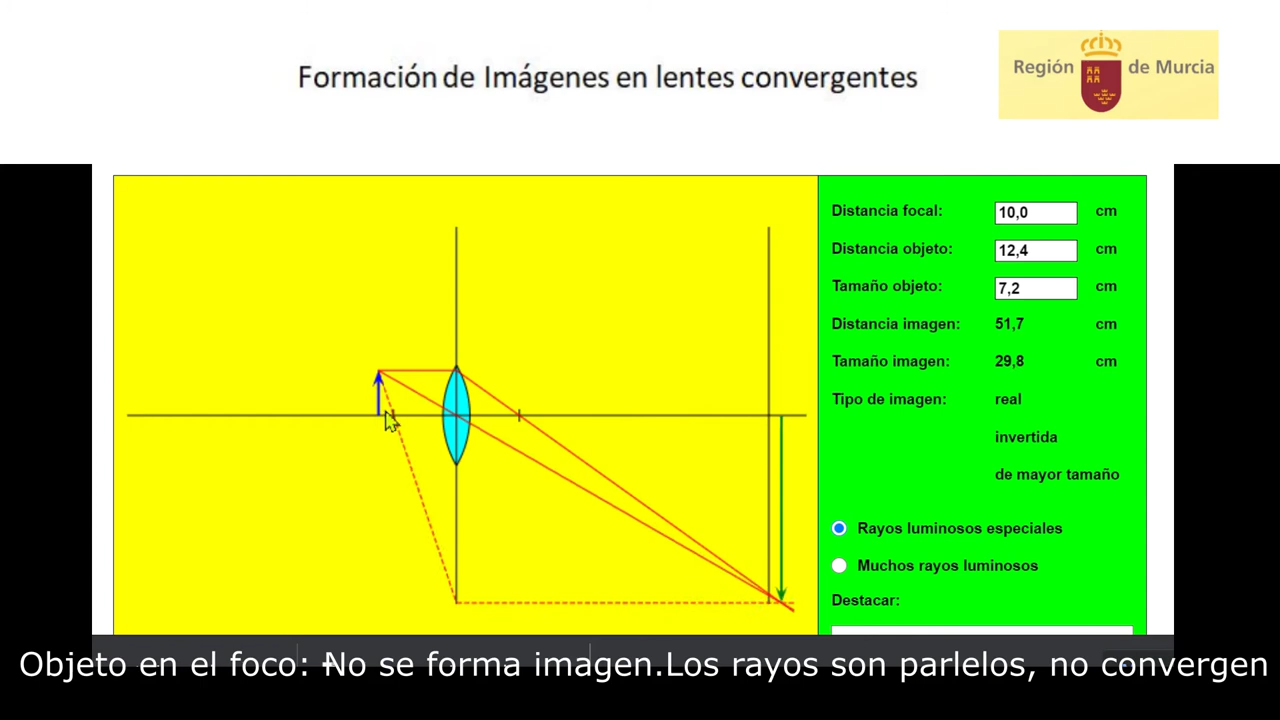 Formación de Imágenes en lentes convergentes
Región de Murcia
Distancia focal: 10,0 cm
Distancia objeto: 12,4 cm
Tamaño objeto: 7,2 cm
Distancia imagen: 51,7 cm
Tamaño imagen: 29,8 cm
Tipo de imagen: real
invertida
de mayor tamaño
Rayos luminosos especiales
Muchos rayos luminosos
Destacar:
Objeto en el foco: No se forma imagen.Los rayos son parlelos, no convergen